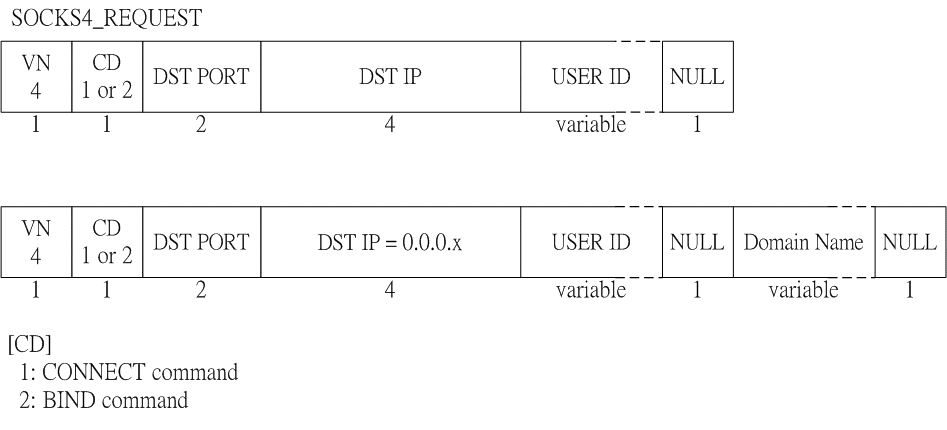 SOCKS4_REQUEST
VN CD DST PORT DST IP USER ID NULL
4 1 or 2
1 1 2 4 variable 1
VN CD DST PORT DST IP = 0.0.0.x USER ID NULL Domain Name NULL
4 1 or 2
1 1 2 4 variable 1 variable 1
[CD]
1: CONNECT command
2: BIND command